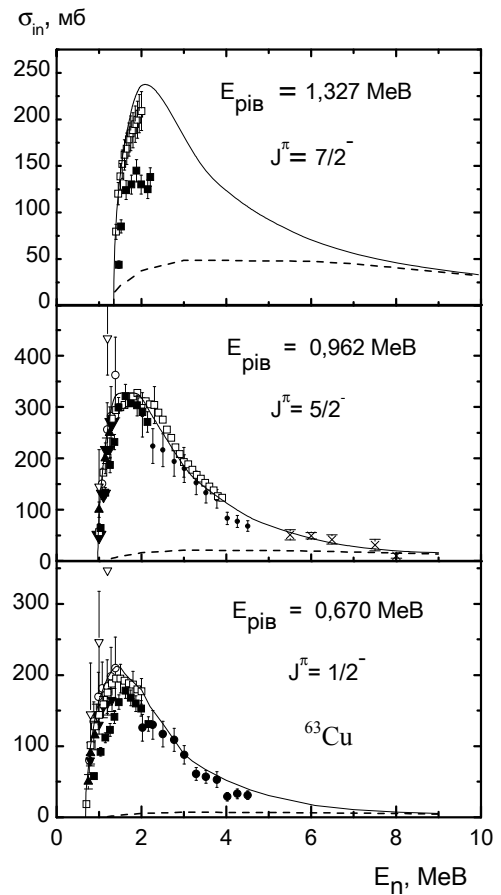 σin, мб
250
Eрів = 1,327 МеВ
200
Jπ = 7/2-
150
100
50
0
400
Eрів = 0,962 МеВ
300
Jπ = 5/2-
200
100
0
300
Eрів = 0,670 МеВ
200
Jπ = 1/2-
100
63Cu
0
0 2 4 6 8 10
En, МеВ